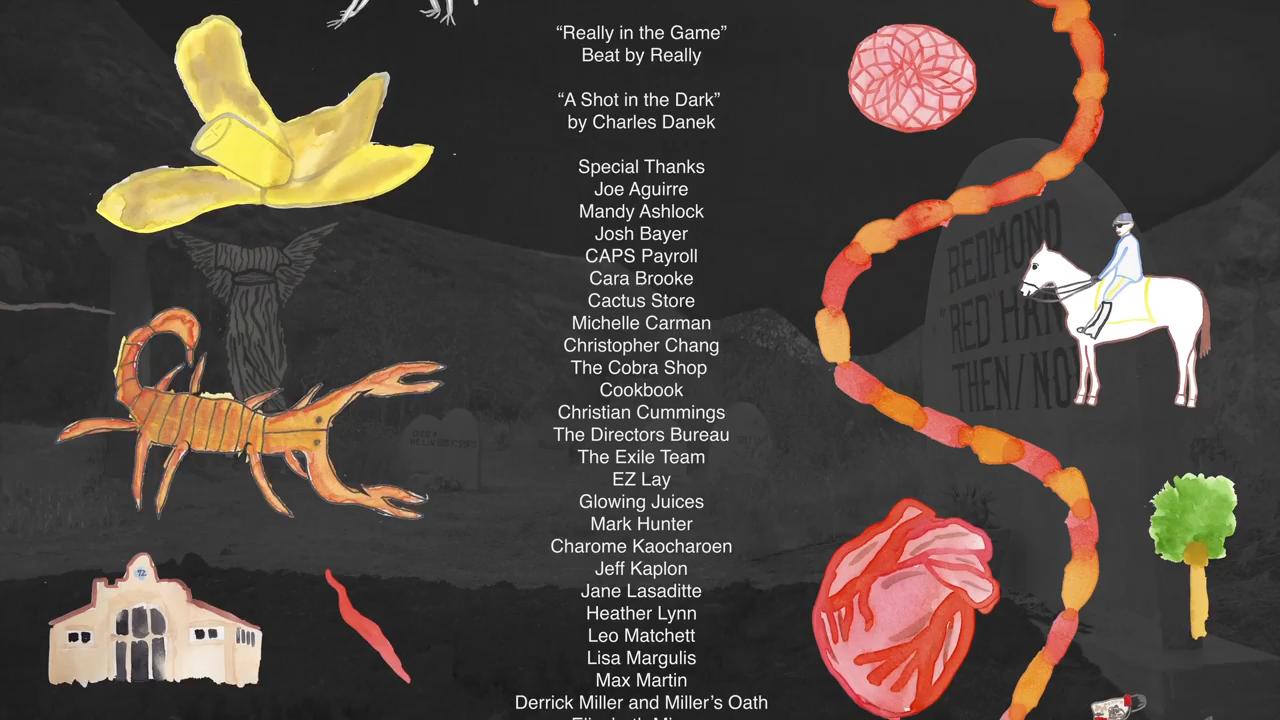 “Really in the Game”
Beat by Really
“A Shot in the Dark”
by Charles Danek
Special Thanks
Joe Aguirre
Mandy Ashlock
Josh Bayer
CAPS Payroll
Cara Brooke
Cactus Store
Michelle Carman
Christopher Chang
The Cobra Shop
Cookbook
Christian Cummings
The Directors Bureau
The Exile Team
EZ Lay
Glowing Juices
Mark Hunter
Charome Kaocharoen
Jeff Kaplon
Jane Lasaditte
Heather Lynn
Leo Matchett
Lisa Margulis
Max Martin
Derrick Miller and Miller’s Oath
REDMOND
"RED HAN
THEN/NO
72